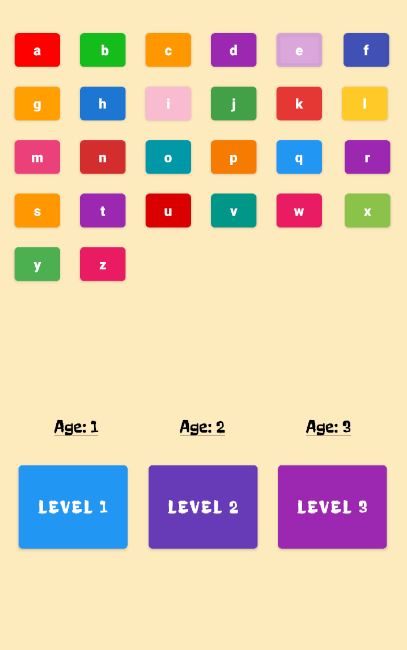 a b c d e f
g h i j k l
m n o p q r
s t u v w x
y z
Age: 1 Age: 2 Age: 3
LEVEL 1 LEVEL 2 LEVEL 3